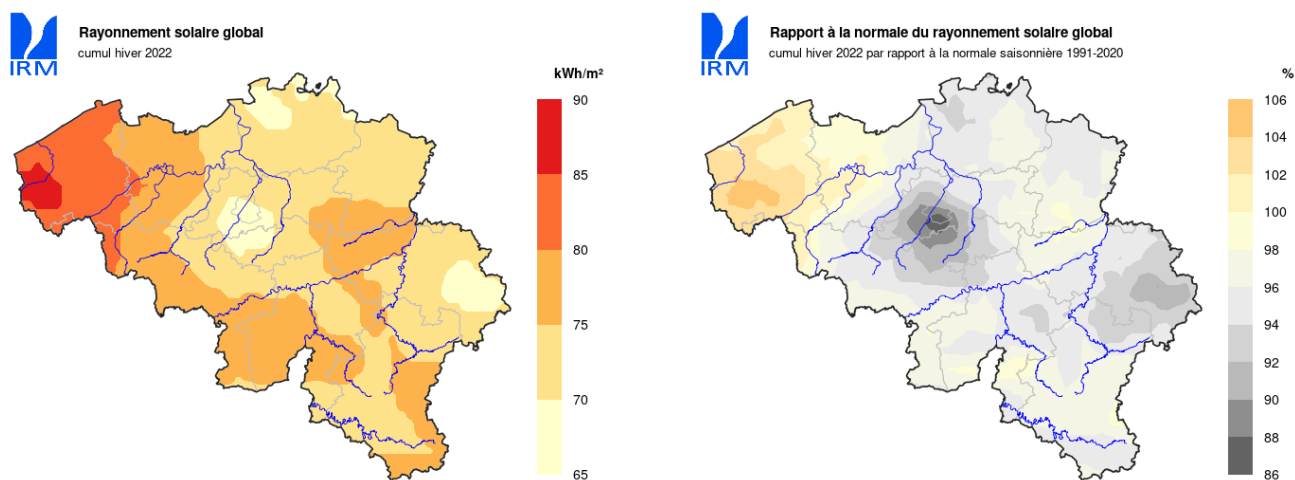 IRM
Rayonnement solaire global
cumul hiver 2022
kWh/m²
90
85
80
75
70
65
IRM
Rapport à la normale du rayonnement solaire global
cumul hiver 2022 par rapport à la normale saisonnière 1991-2020
%
106
104
102
100
98
96
94
92
90
88
86